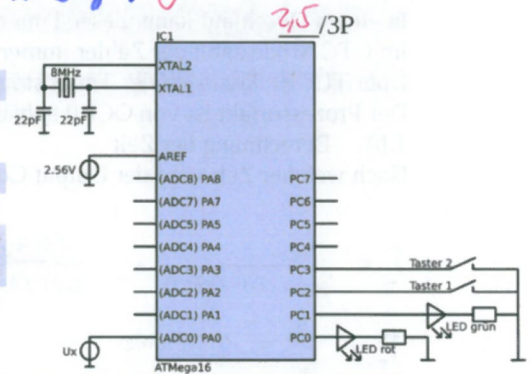 2,5/3P
IC1
XTAL2
8MHz
XTAL1
22pF 22pF
AREF
2.56V
(ADC8) PA8 PC7
(ADC7) PA7 PC6
(ADC5) PA5 PC5
(ADC4) PA4 PC4
(ADC3) PA3 PC3 Taster 2
(ADC2) PA2 PC2 Taster 1
(ADC1) PA1 PC1 LED grün
(ADC0) PA0 PC0 LED rot
Ux
ATMega16